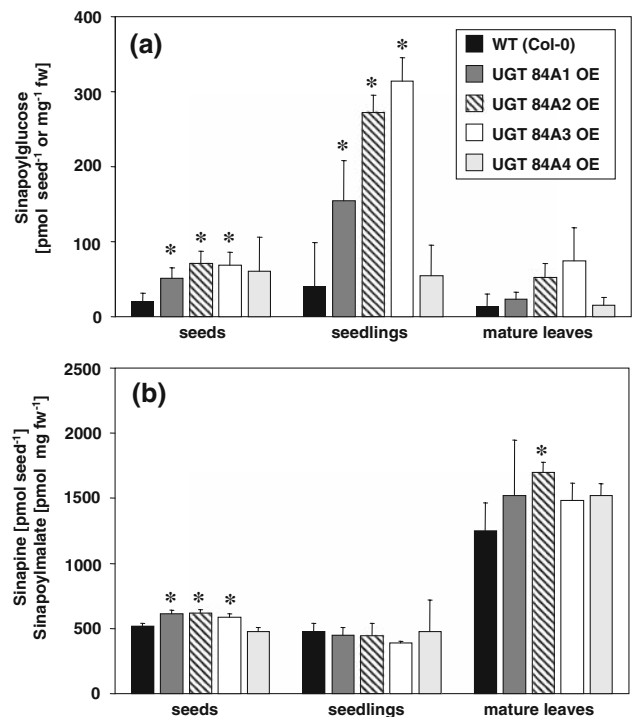 (a)
Sinapoylglucose
[pmol seed⁻¹ or mg⁻¹ fw]
400
300
200
100
0
WT (Col-0)
UGT 84A1 OE
UGT 84A2 OE
UGT 84A3 OE
UGT 84A4 OE
* * *
* * *
seeds seedlings mature leaves
(b)
Sinapine [pmol seed⁻¹]
Sinapoylmalate [pmol mg fw⁻¹]
2500
2000
1500
1000
500
0
* * *
*
seeds seedlings mature leaves